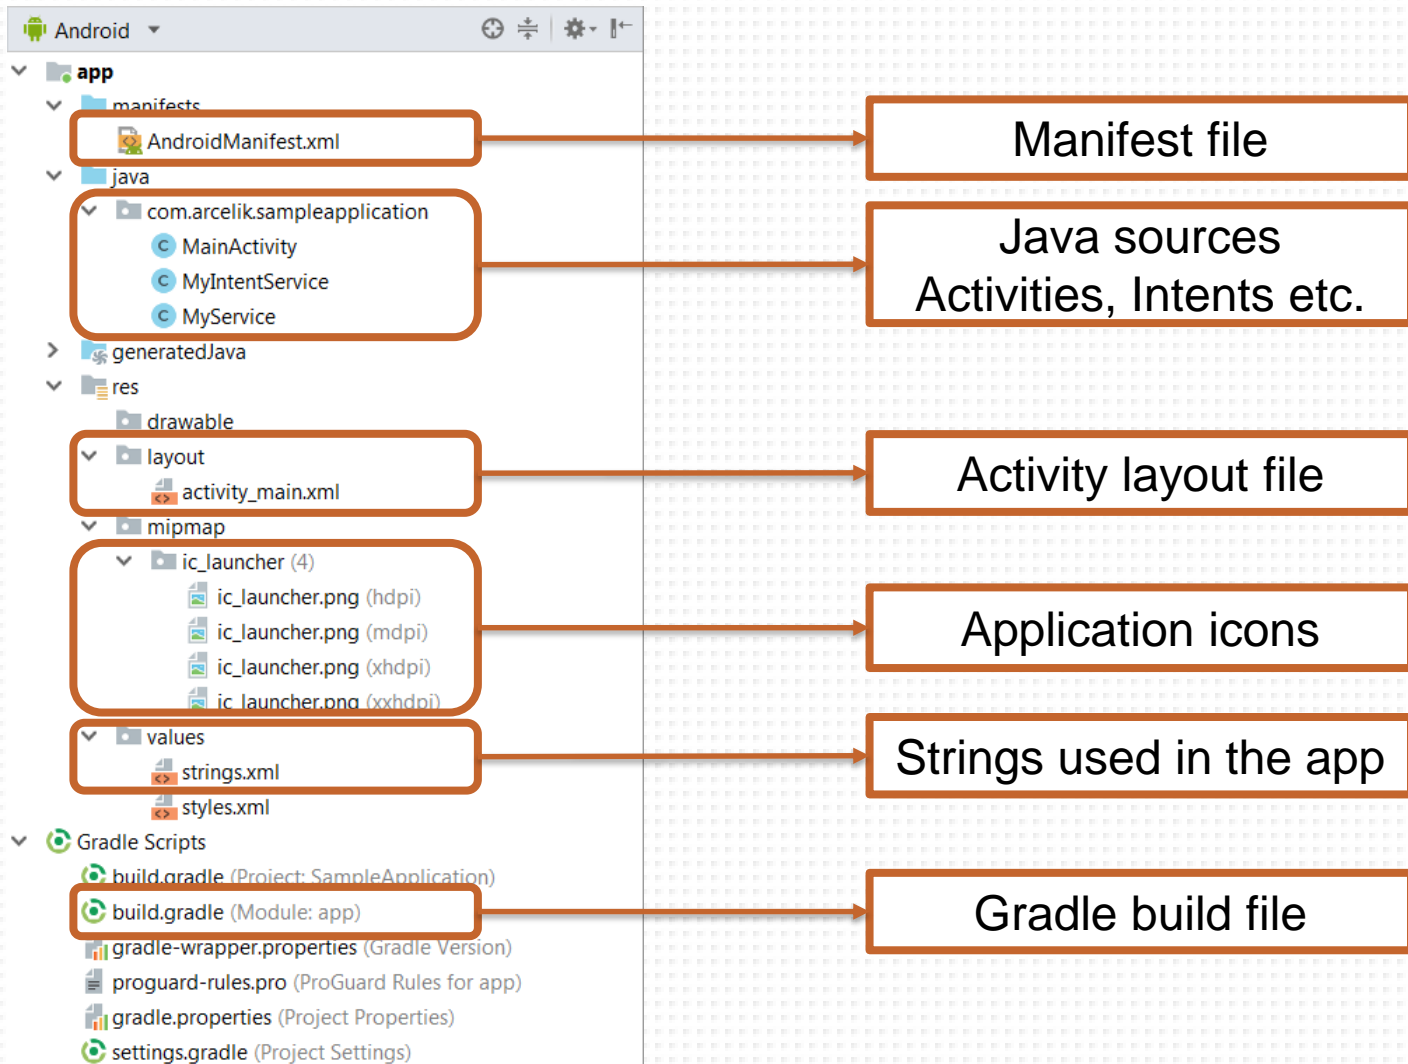 Android
app
manifests
AndroidManifest.xml
java
com.arcelik.sampleapplication
MainActivity
MyIntentService
MyService
generatedJava
res
drawable
layout
activity_main.xml
mipmap
ic_launcher (4)
ic_launcher.png (hdpi)
ic_launcher.png (mdpi)
ic_launcher.png (xhdpi)
ic_launcher.png (xxhdpi)
values
strings.xml
styles.xml
Gradle Scripts
build.gradle (Project: SampleApplication)
build.gradle (Module: app)
gradle-wrapper.properties (Gradle Version)
proguard-rules.pro (ProGuard Rules for app)
gradle.properties (Project Properties)
settings.gradle (Project Settings)
Manifest file
Java sources
Activities, Intents etc.
Activity layout file
Application icons
Strings used in the app
Gradle build file